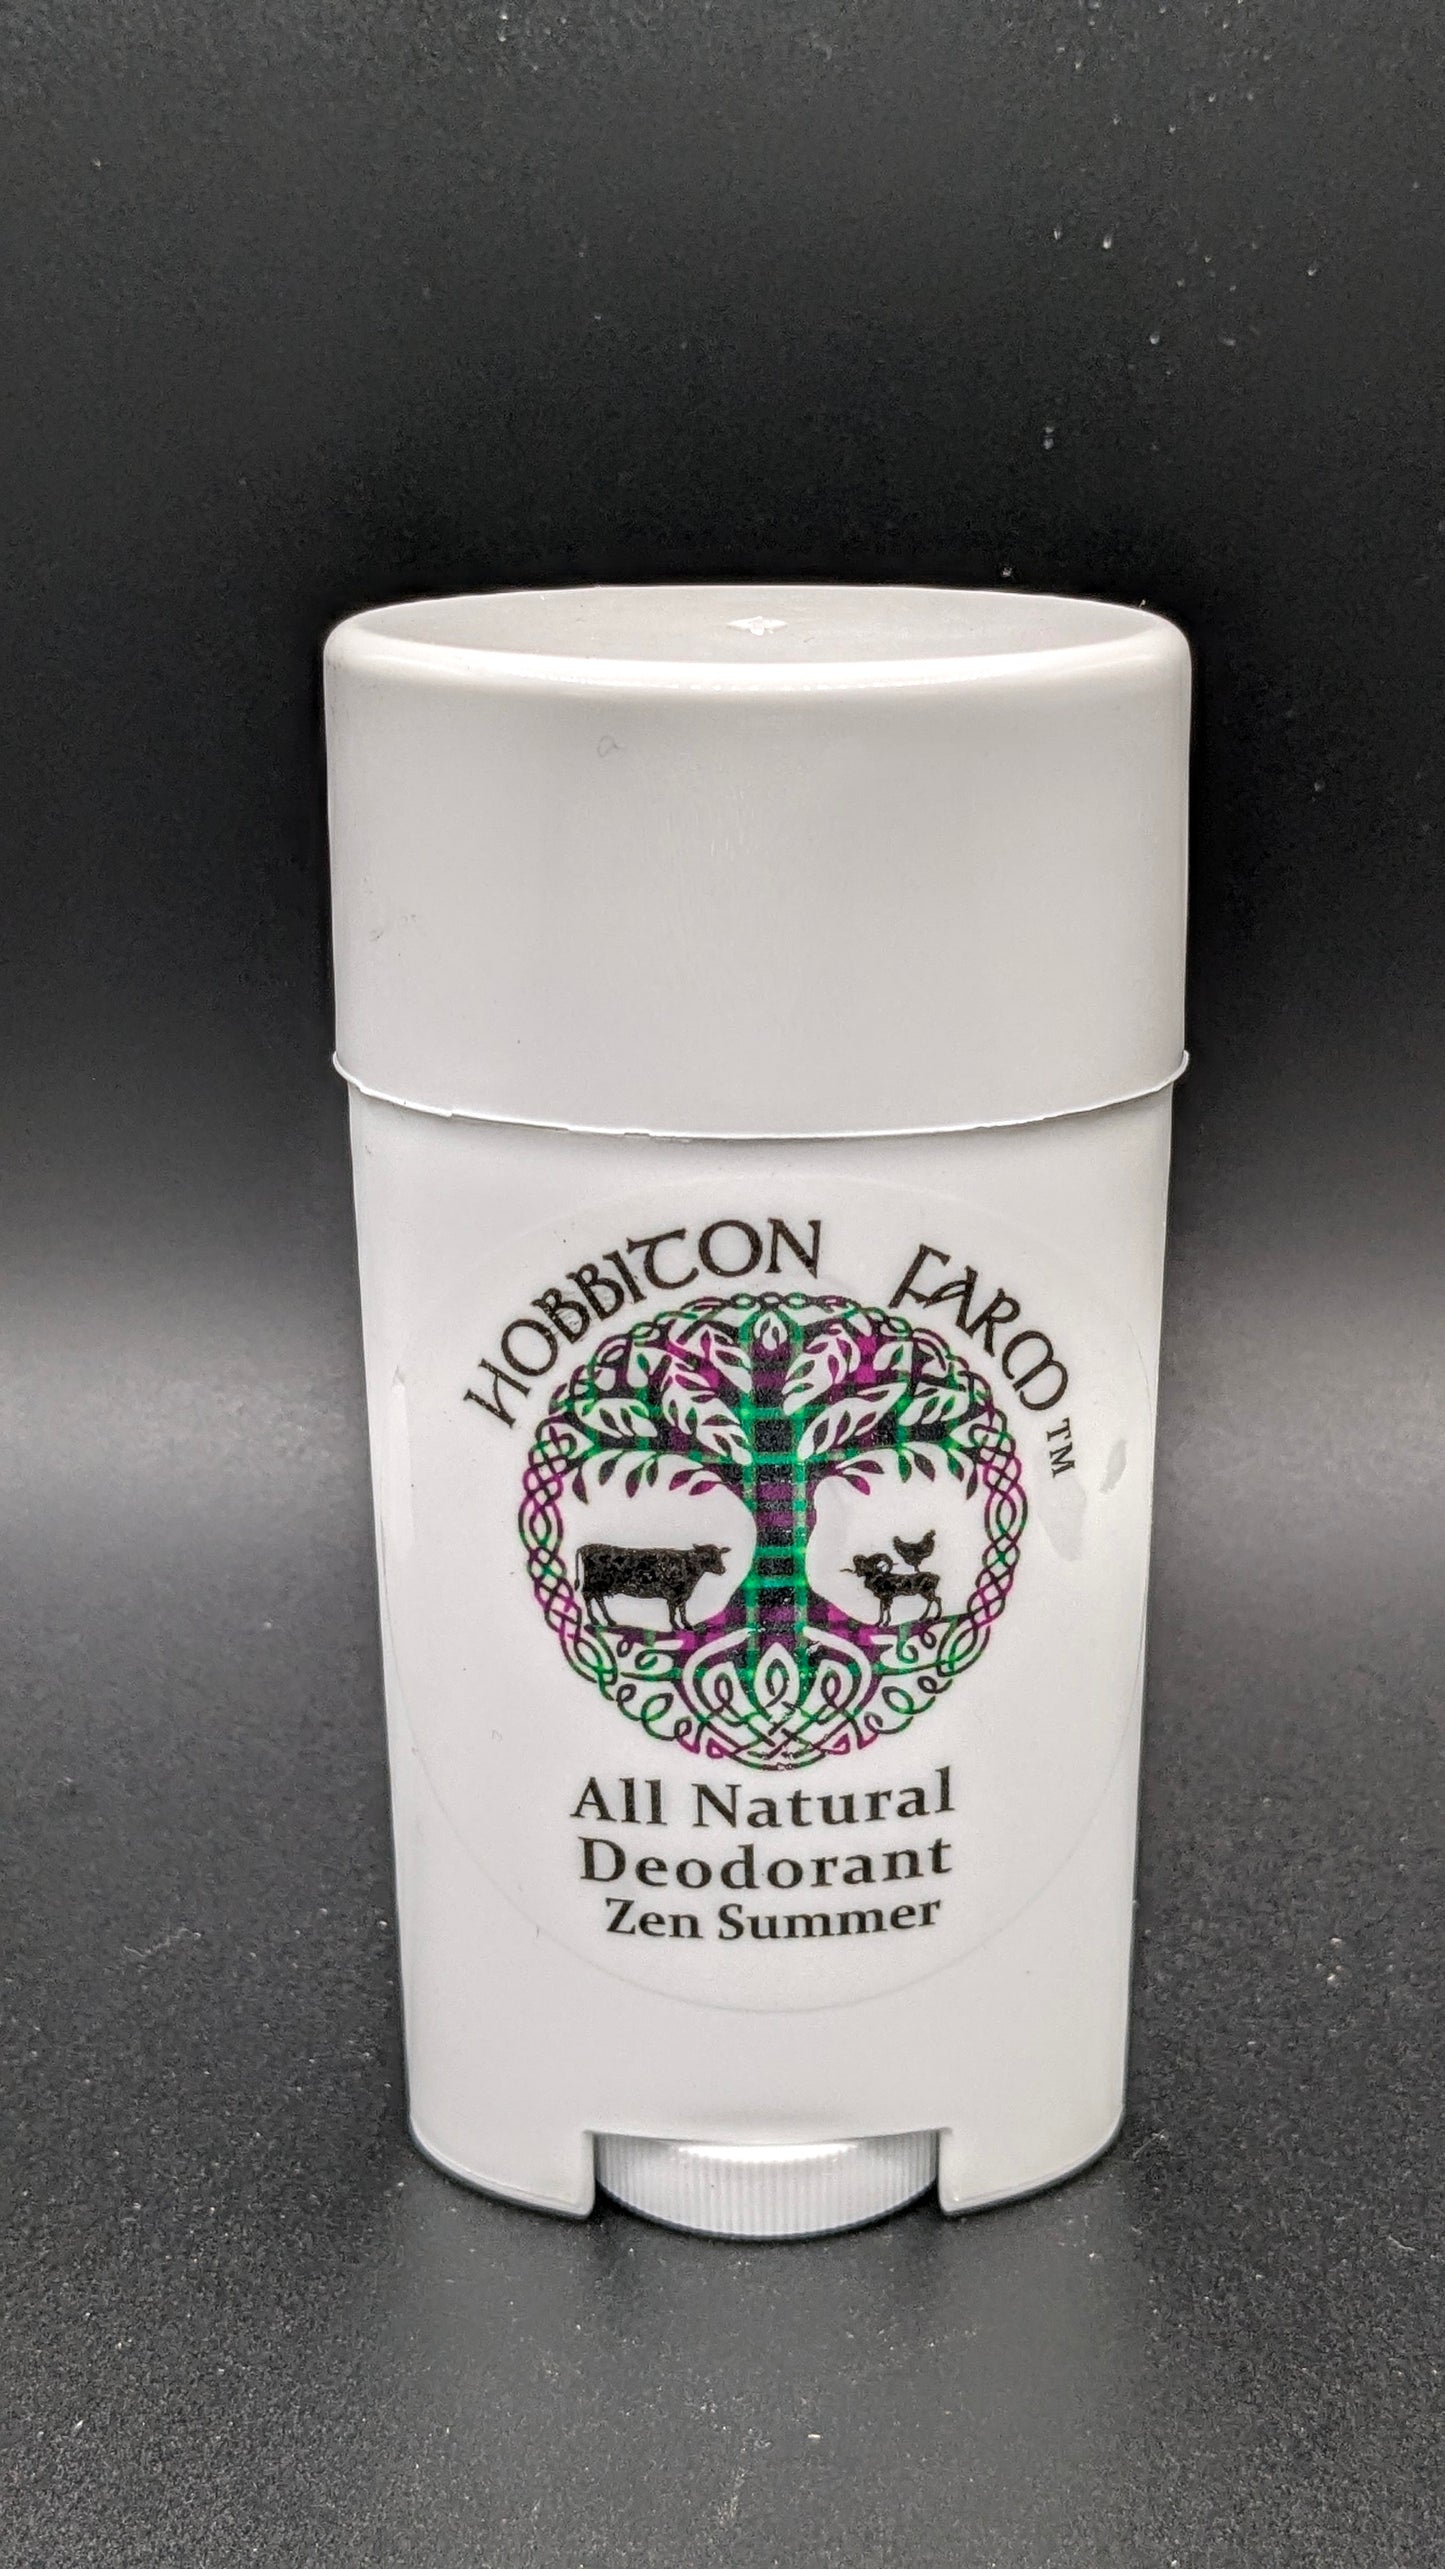 HOBBITON FARM™
All Natural
Deodorant
Zen Summer